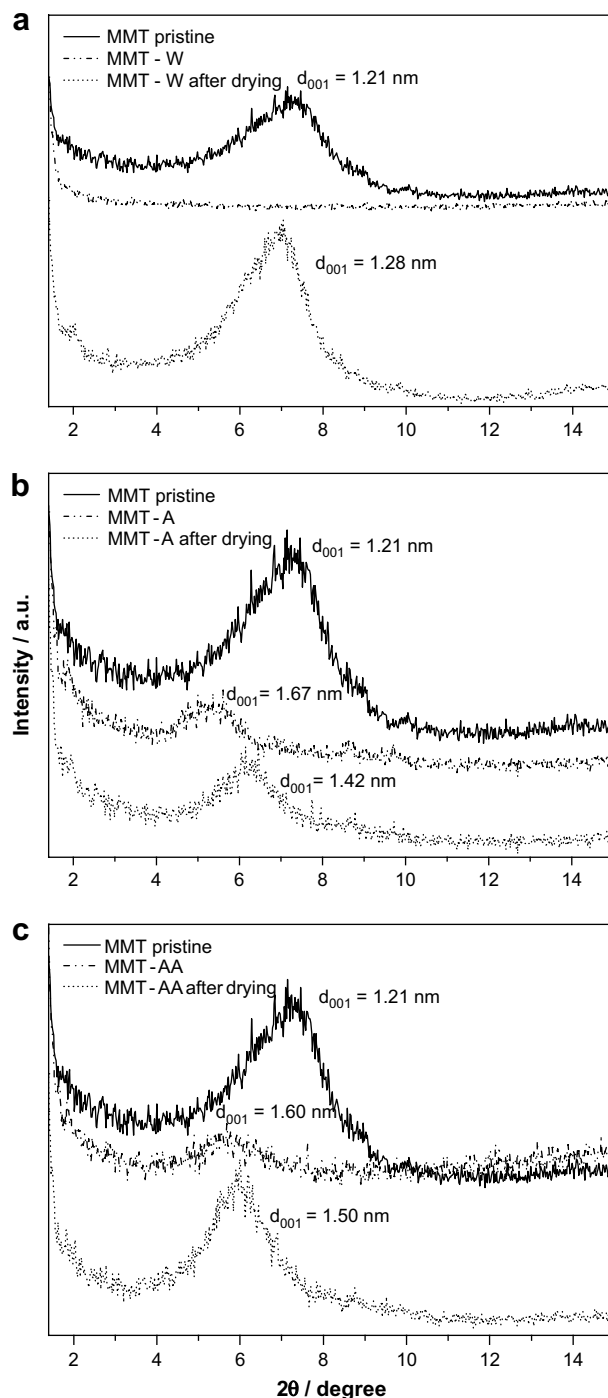 a
MMT pristine
MMT - W
MMT - W after drying
d001 = 1.21 nm
d001 = 1.28 nm
2 4 6 8 10 12 14
b
MMT pristine
MMT - A
MMT - A after drying
d001 = 1.21 nm
d001 = 1.67 nm
d001 = 1.42 nm
2 4 6 8 10 12 14
Intensity / a.u.
c
MMT pristine
MMT - AA
MMT - AA after drying
d001 = 1.21 nm
d001 = 1.60 nm
d001 = 1.50 nm
2 4 6 8 10 12 14
2θ / degree